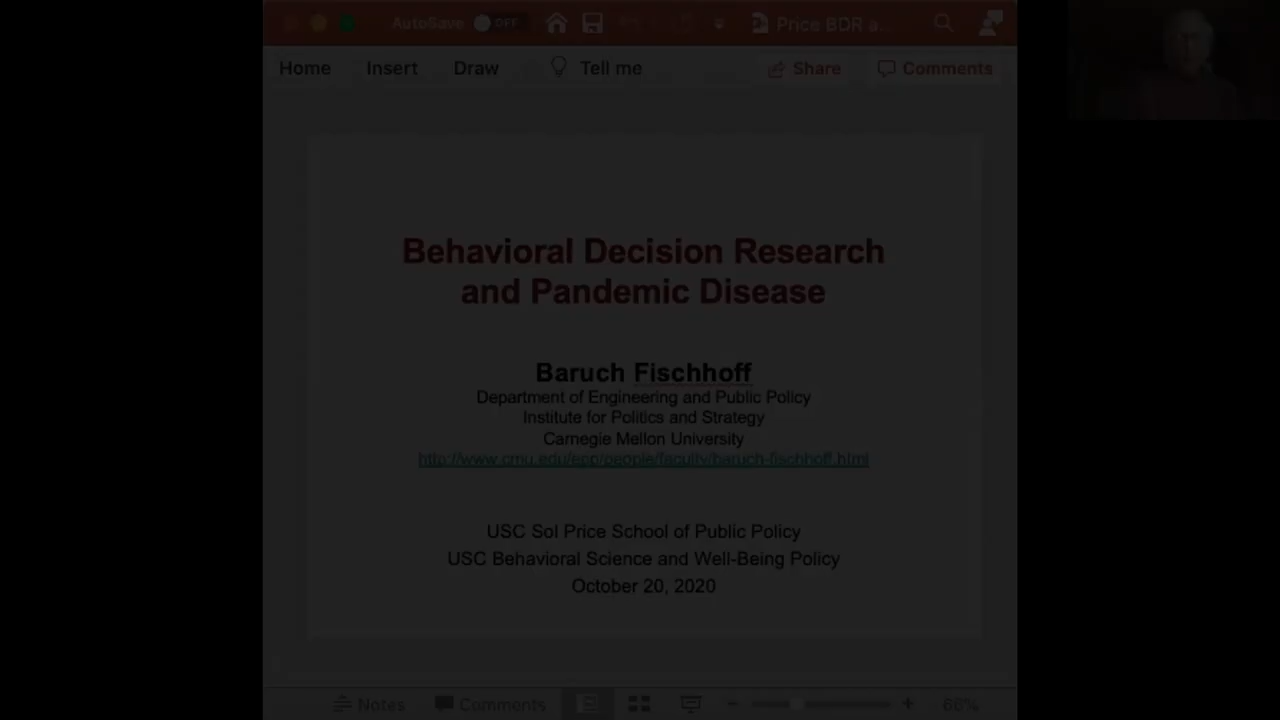 AutoSave OFF Price BDR a...
Home Insert Draw Tell me Share Comments
Behavioral Decision Research
and Pandemic Disease
Baruch Fischhoff
Department of Engineering and Public Policy
Institute for Politics and Strategy
Carnegie Mellon University
http://www.cmu.edu/epp/people/faculty/baruch-fischhoff.html
USC Sol Price School of Public Policy
USC Behavioral Science and Well-Being Policy
October 20, 2020
Notes Comments 66%